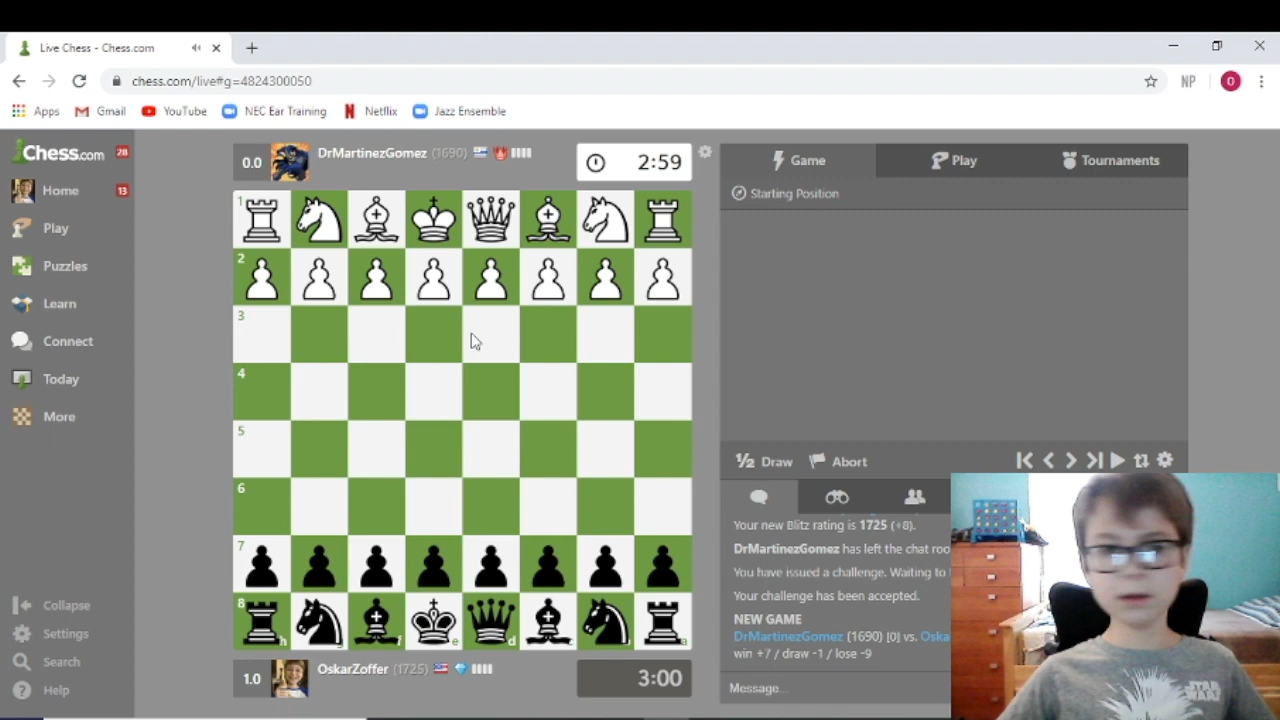 Live Chess - Chess.com
chess.com/live#g=4824300050
NP
O
Apps
Gmail
YouTube
NEC Ear Training
Netflix
Jazz Ensemble
Chess.com 28
Home 13
Play
Puzzles
Learn
Connect
Today
More
Collapse
Settings
Search
Help
0.0
DrMartinezGomez (1690)
2:59
1
2
3
4
5
6
7
8
h
g
f
e
d
c
a
1.0
OskarZoffer (1725)
3:00
Game
Play
Tournaments
Starting Position
½ Draw
Abort
Your new Blitz rating is 1725 (+8).
DrMartinezGomez has left the chat roo
You have issued a challenge. Waiting to
Your challenge has been accepted.
NEW GAME
DrMartinezGomez (1690) [0] vs. Oska
win +7 / draw -1 / lose -9
Message...
STAR
WARS